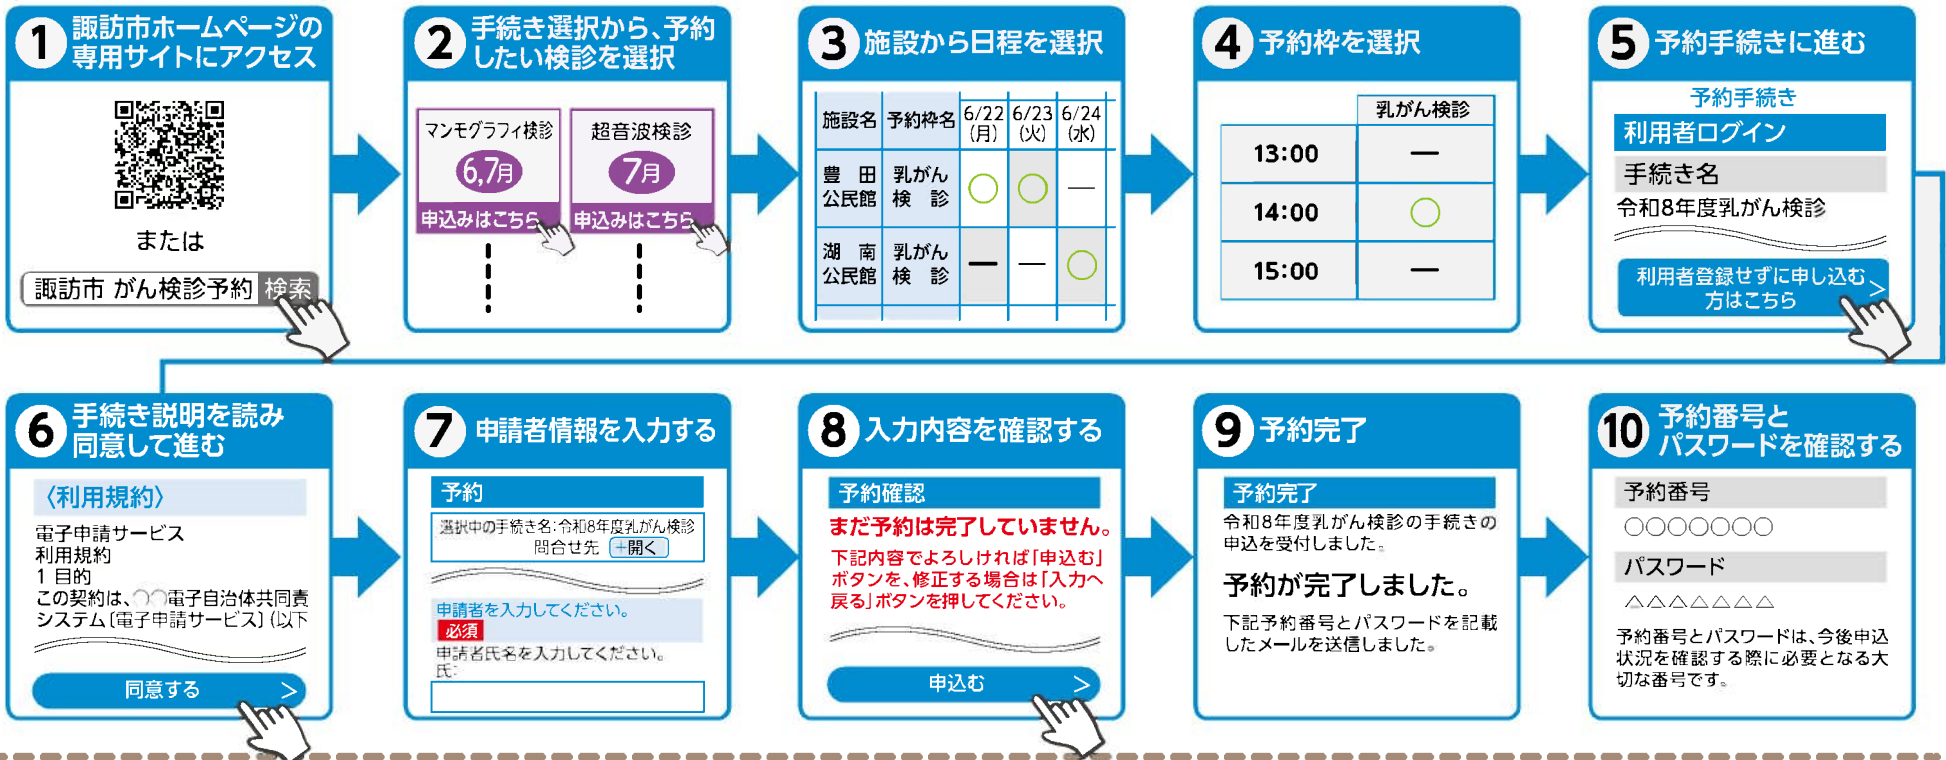 1 諏訪市ホームページの
専用サイトにアクセス
または
諏訪市 がん検診予約 検索
2 手続き選択から、予約
したい検診を選択
マンモグラフィ検診
6,7月
申込みはこちら
超音波検診
7月
申込みはこちら
3 施設から日程を選択
施設名 予約枠名 6/22(月) 6/23(火) 6/24(水)
豊田公民館 乳がん検診 ○ ○ —
湖南公民館 乳がん検診 — — ○
4 予約枠を選択
乳がん検診
13:00 —
14:00 ○
15:00 —
5 予約手続きに進む
予約手続き
利用者ログイン
手続き名
令和8年度乳がん検診
利用者登録せずに申し込む
方はこちら >
6 手続き説明を読み
同意して進む
〈利用規約〉
電子申請サービス
利用規約
1 目的
この契約は、○○電子自治体共同責
システム〔電子申請サービス〕(以下
同意する >
7 申請者情報を入力する
予約
選択中の手続き名:令和8年度乳がん検診
問合せ先 +開く
申請者を入力してください。
必須
申請者氏名を入力してください。
氏:
8 入力内容を確認する
予約確認
まだ予約は完了していません。
下記内容でよろしければ「申込む」
ボタンを、修正する場合は「入力へ
戻る」ボタンを押してください。
申込む >
9 予約完了
予約完了
令和8年度乳がん検診の手続きの
申込を受付しました。
予約が完了しました。
下記予約番号とパスワードを記載
したメールを送信しました。
10 予約番号と
パスワードを確認する
予約番号
○○○○○○○
パスワード
△△△△△△△
予約番号とパスワードは、今後申込
状況を確認する際に必要となる大
切な番号です。